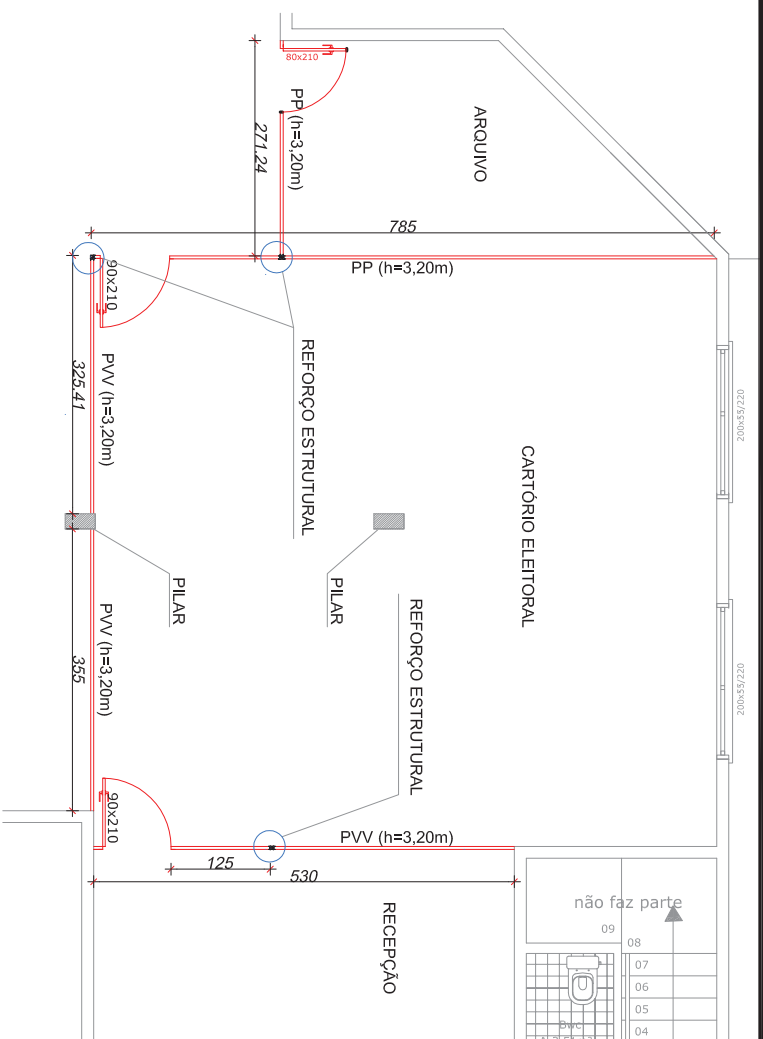 80x210
PP (h=3,20m)
271,24
ARQUIVO
785
PP (h=3,20m)
90x210
PVV (h=3,20m)
325,41
REFORÇO ESTRUTURAL
CARTÓRIO ELEITORAL
200x55/220
PILAR
PILAR
REFORÇO ESTRUTURAL
PVV (h=3,20m)
355
200x55/220
90x210
PVV (h=3,20m)
125
530
RECEPÇÃO
não faz parte
09
08
07
06
05
04
Bwc